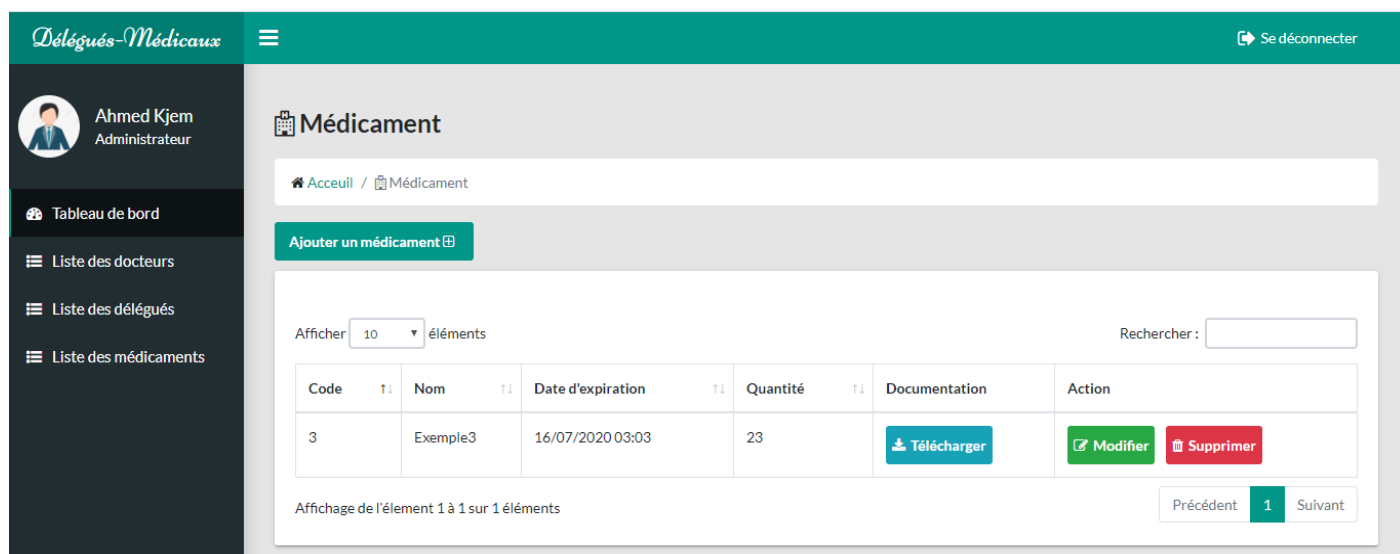 Délégués-Médicaux
Se déconnecter
Ahmed Kjem
Administrateur
Tableau de bord
Liste des docteurs
Liste des délégués
Liste des médicaments
Médicament
Acceuil / Médicament
Ajouter un médicament
Afficher 10 éléments
Rechercher :
Code Nom Date d'expiration Quantité Documentation Action
3 Exemple3 16/07/2020 03:03 23 Télécharger Modifier Supprimer
Affichage de l'élement 1 à 1 sur 1 éléments
Précédent 1 Suivant